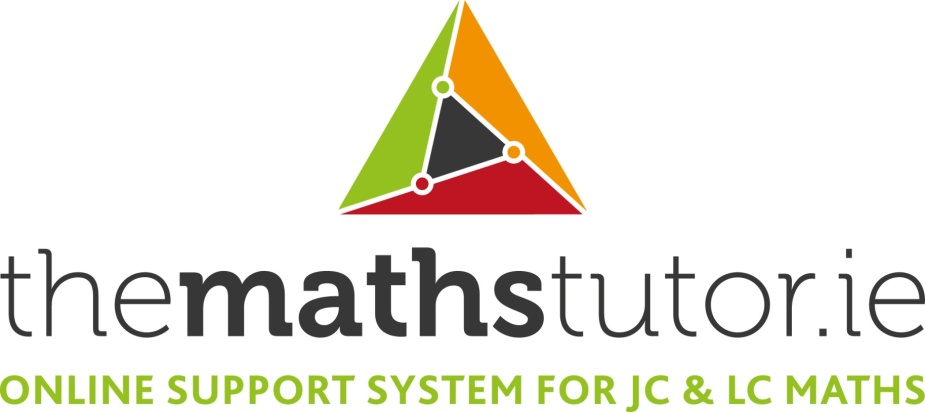 themathstutor.ie
ONLINE SUPPORT SYSTEM FOR JC & LC MATHS